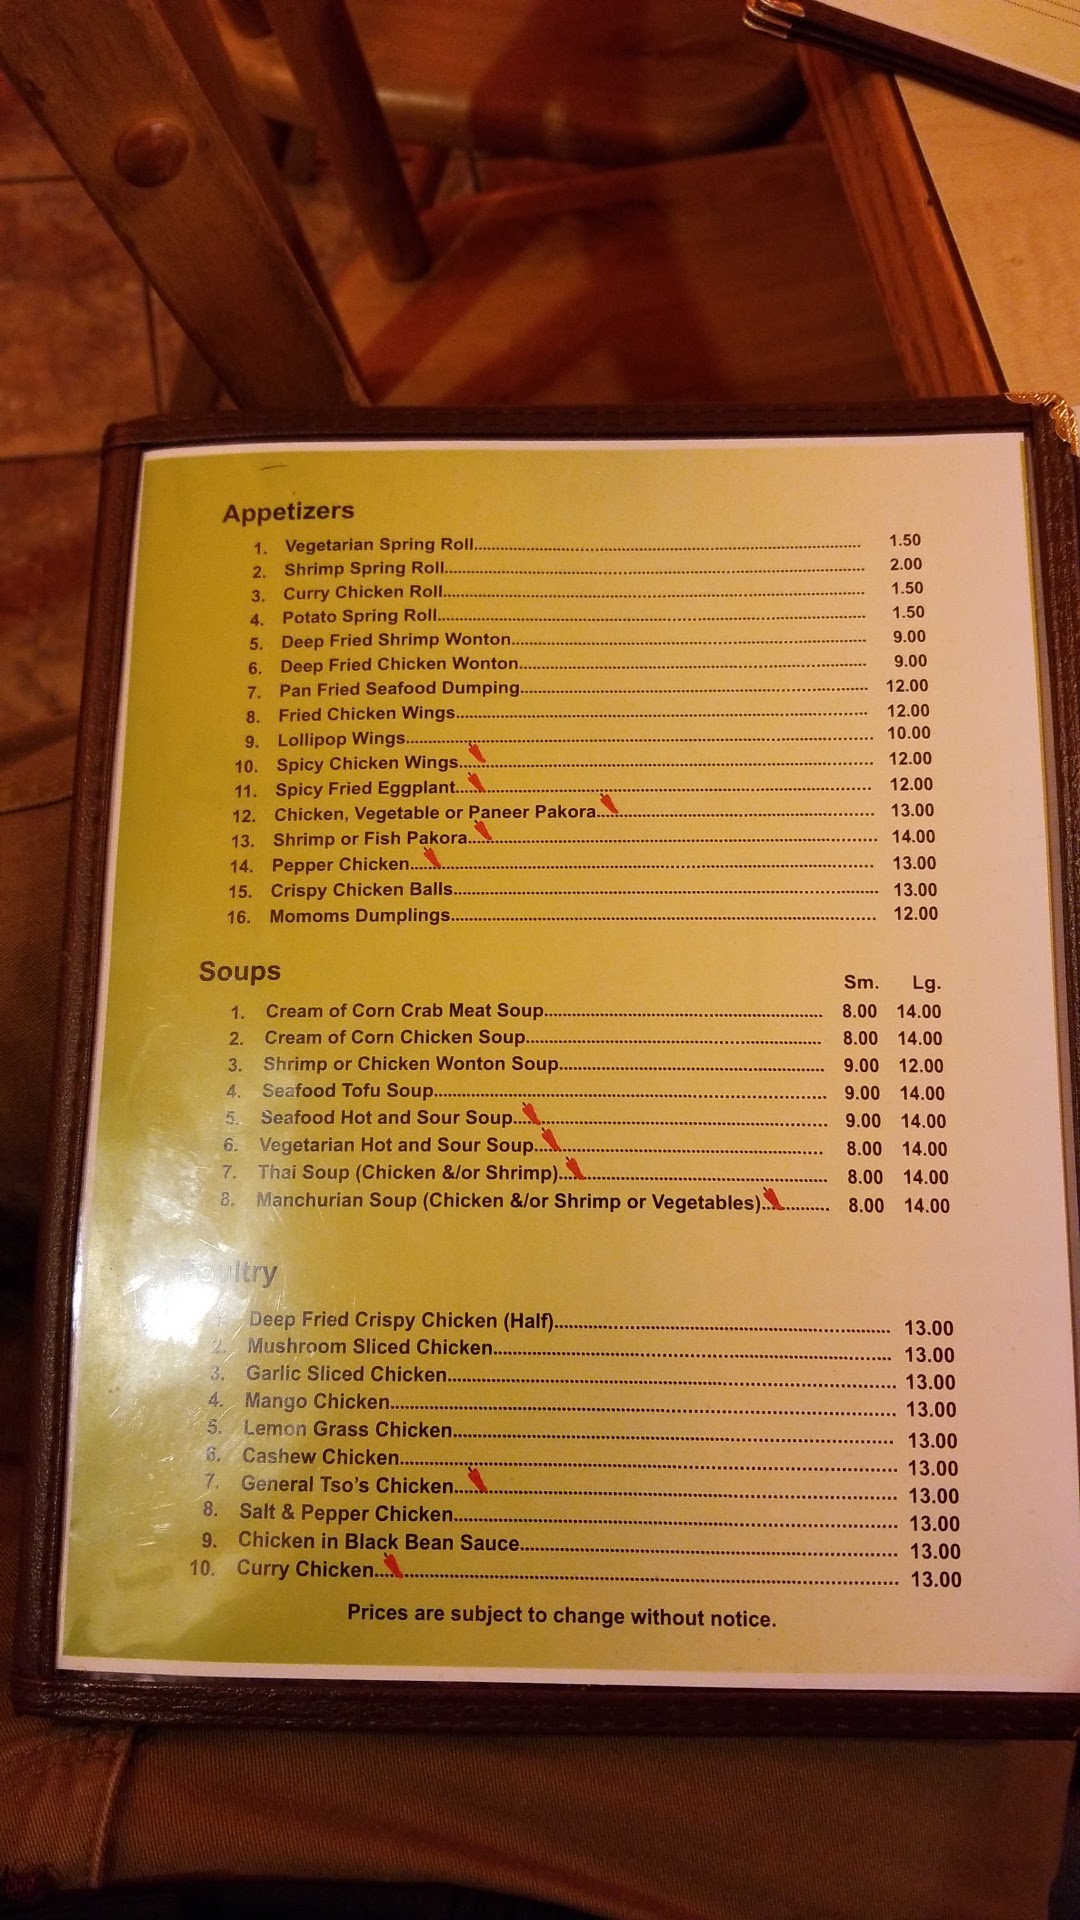 Appetizers
1. Vegetarian Spring Roll 1.50
2. Shrimp Spring Roll 2.00
3. Curry Chicken Roll 1.50
4. Potato Spring Roll 1.50
5. Deep Fried Shrimp Wonton 9.00
6. Deep Fried Chicken Wonton 9.00
7. Pan Fried Seafood Dumping 12.00
8. Fried Chicken Wings 12.00
9. Lollipop Wings 10.00
10. Spicy Chicken Wings 12.00
11. Spicy Fried Eggplant 12.00
12. Chicken, Vegetable or Paneer Pakora 13.00
13. Shrimp or Fish Pakora 14.00
14. Pepper Chicken 13.00
15. Crispy Chicken Balls 13.00
16. Momoms Dumplings 12.00
Soups Sm. Lg.
1. Cream of Corn Crab Meat Soup 8.00 14.00
2. Cream of Corn Chicken Soup 8.00 14.00
3. Shrimp or Chicken Wonton Soup 9.00 12.00
4. Seafood Tofu Soup 9.00 14.00
5. Seafood Hot and Sour Soup 9.00 14.00
6. Vegetarian Hot and Sour Soup 8.00 14.00
7. Thai Soup (Chicken &/or Shrimp) 8.00 14.00
8. Manchurian Soup (Chicken &/or Shrimp or Vegetables) 8.00 14.00
Poultry
1. Deep Fried Crispy Chicken (Half) 13.00
2. Mushroom Sliced Chicken 13.00
3. Garlic Sliced Chicken 13.00
4. Mango Chicken 13.00
5. Lemon Grass Chicken 13.00
6. Cashew Chicken 13.00
7. General Tso's Chicken 13.00
8. Salt & Pepper Chicken 13.00
9. Chicken in Black Bean Sauce 13.00
10. Curry Chicken 13.00
Prices are subject to change without notice.